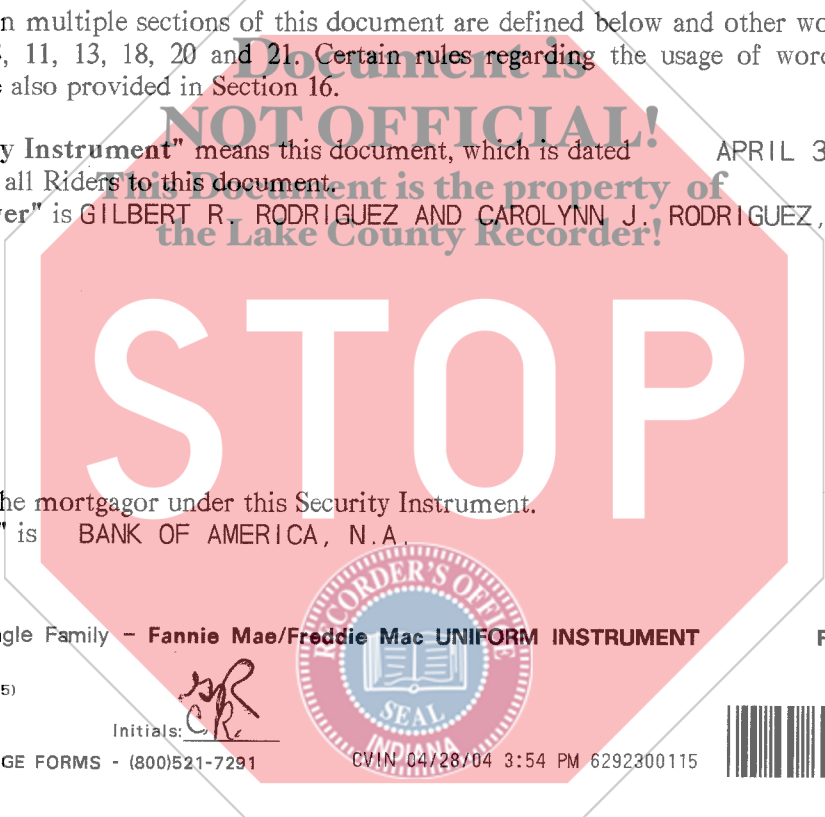 n multiple sections of this document are defined below and other wo
, 11, 13, 18, 20 and 21. Certain rules regarding the usage of word
also provided in Section 16.
Document is
NOT OFFICIAL!
This Document is the property of
the Lake County Recorder!
y Instrument" means this document, which is dated APRIL 3
all Riders to this document.
er" is GILBERT R. RODRIGUEZ AND CAROLYNN J. RODRIGUEZ,
STOP
he mortgagor under this Security Instrument.
" is BANK OF AMERICA, N.A.
RECORDER'S OFFICE
SEAL
INDIANA
gle Family - Fannie Mae/Freddie Mac UNIFORM INSTRUMENT F
5)
Initials: GR
C.R.
GE FORMS - (800)521-7291 CVIN 04/28/04 3:54 PM 6292300115